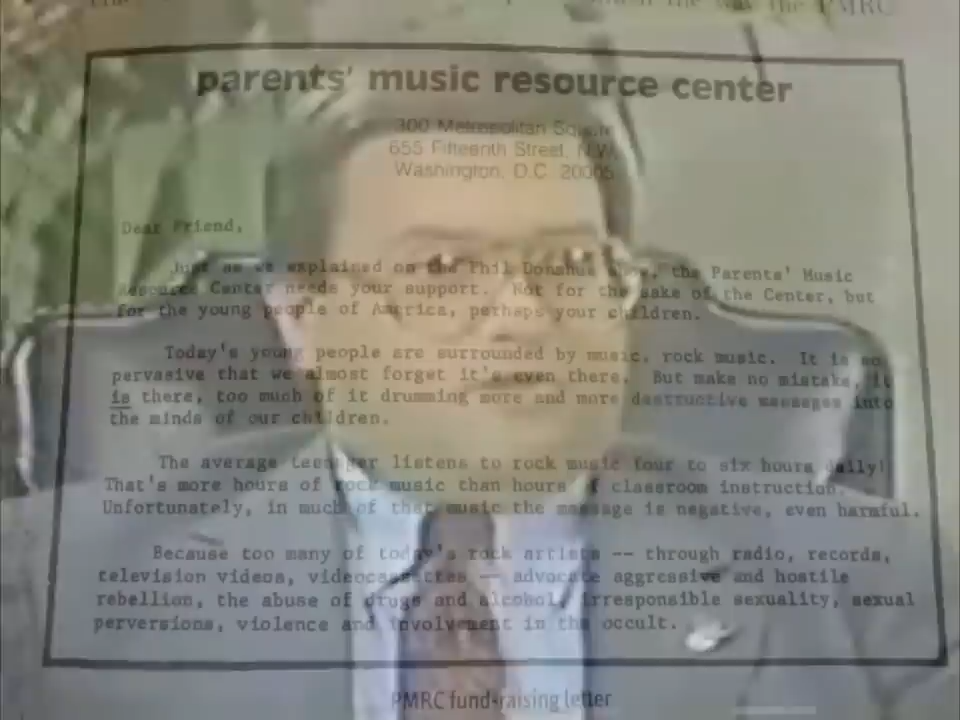 the way the PMRC
parents' music resource center
300 Metropolitan Square
655 Fifteenth Street, N.W.
Washington, D.C. 20005
Dear Friend,
Just as we explained on the Phil Donahue Show, the Parents' Music
Resource Center needs your support. Not for the sake of the Center, but
for the young people of America, perhaps your children.
Today's young people are surrounded by music, rock music. It is so
pervasive that we almost forget it's even there. But make no mistake, it
is there, too much of it drumming more and more destructive messages into
the minds of our children.
The average teenager listens to rock music four to six hours daily!
That's more hours of rock music than hours of classroom instruction.
Unfortunately, in much of that music the message is negative, even harmful.
Because too many of today's rock artists -- through radio, records,
television videos, videocassettes -- advocate aggressive and hostile
rebellion, the abuse of drugs and alcohol, irresponsible sexuality, sexual
perversions, violence and involvement in the occult.
PMRC fund-raising letter